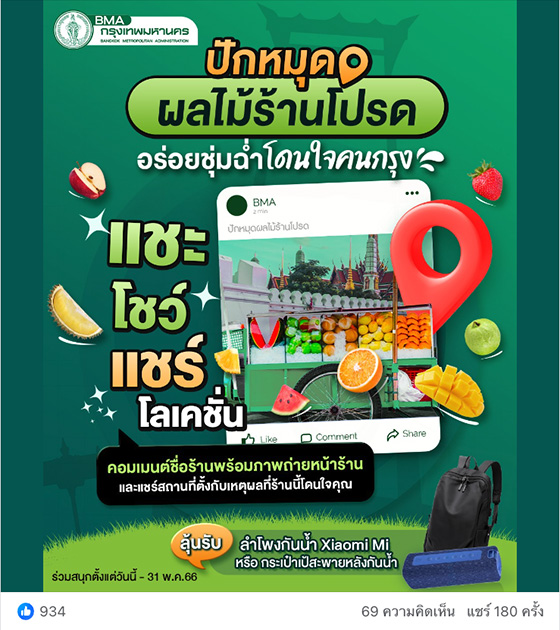 BMA
กรุงเทพมหานคร
BANGKOK METROPOLITAN ADMINISTRATION
ปักหมุด
ผลไม้ร้านโปรด
อร่อยชุ่มฉ่ำโดนใจคนกรุง
BMA
2 min
ปักหมุดผลไม้ร้านโปรด
แชะ
โชว์
แชร์
โลเคชั่น
Like Comment Share
คอมเมนต์ชื่อร้านพร้อมภาพถ่ายหน้าร้าน
และแชร์สถานที่ตั้งกับเหตุผลที่ร้านนี้โดนใจคุณ
ลุ้นรับ
ลำโพงกันน้ำ Xiaomi Mi
หรือ กระเป๋าเป้สะพายหลังกันน้ำ
ร่วมสนุกตั้งแต่วันนี้ - 31 พ.ค.66
934 69 ความคิดเห็น แชร์ 180 ครั้ง